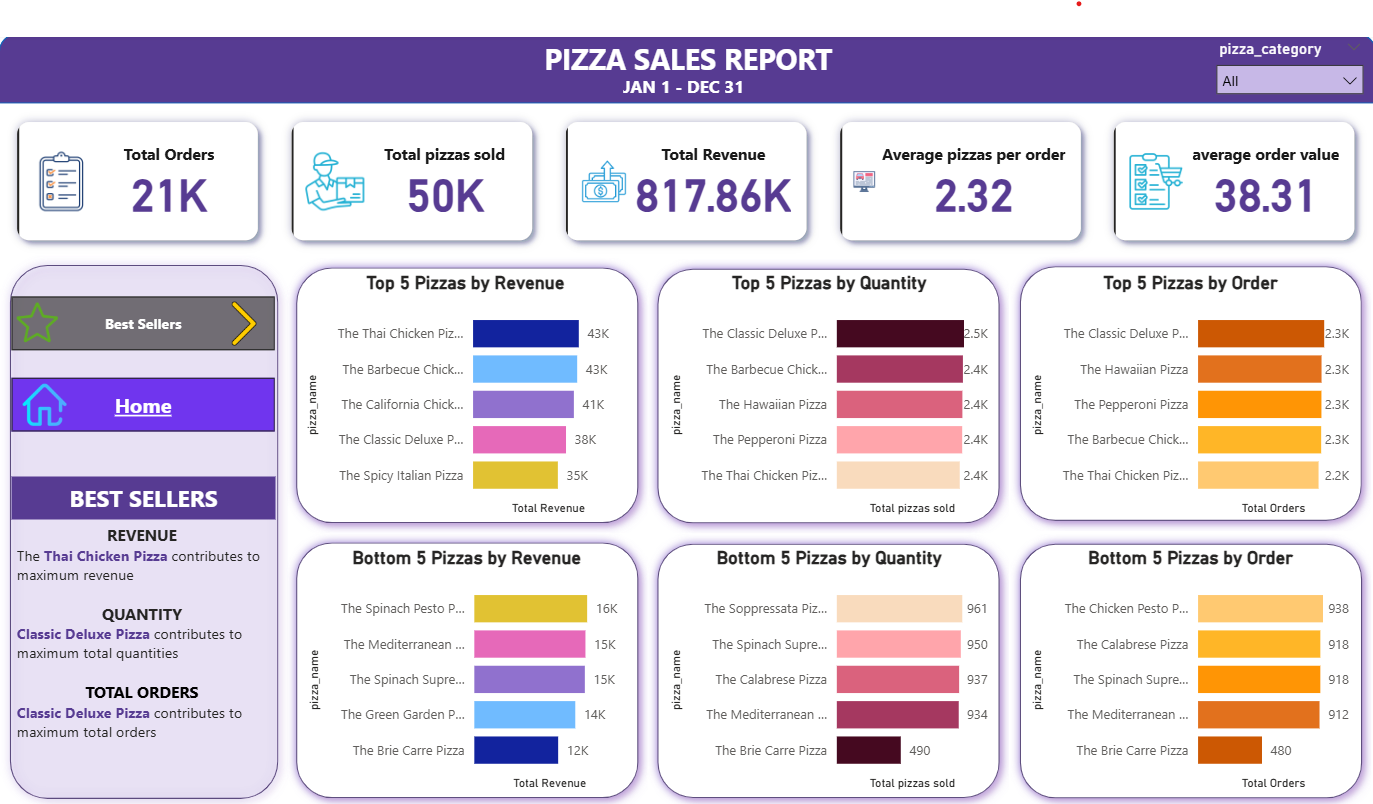 PIZZA SALES REPORT
JAN 1 - DEC 31
pizza_category
All
Total Orders
21K
Total pizzas sold
50K
Total Revenue
817.86K
Average pizzas per order
2.32
average order value
38.31
Best Sellers
Home
BEST SELLERS
REVENUE
The Thai Chicken Pizza contributes to
maximum revenue
QUANTITY
Classic Deluxe Pizza contributes to
maximum total quantities
TOTAL ORDERS
Classic Deluxe Pizza contributes to
maximum total orders
Top 5 Pizzas by Revenue
pizza_name
The Thai Chicken Piz... 43K
The Barbecue Chick... 43K
The California Chick... 41K
The Classic Deluxe P... 38K
The Spicy Italian Pizza 35K
Total Revenue
Top 5 Pizzas by Quantity
pizza_name
The Classic Deluxe P... 2.5K
The Barbecue Chick... 2.4K
The Hawaiian Pizza 2.4K
The Pepperoni Pizza 2.4K
The Thai Chicken Piz... 2.4K
Total pizzas sold
Top 5 Pizzas by Order
pizza_name
The Classic Deluxe P... 2.3K
The Hawaiian Pizza 2.3K
The Pepperoni Pizza 2.3K
The Barbecue Chick... 2.3K
The Thai Chicken Piz... 2.2K
Total Orders
Bottom 5 Pizzas by Revenue
pizza_name
The Spinach Pesto P... 16K
The Mediterranean ... 15K
The Spinach Supre... 15K
The Green Garden P... 14K
The Brie Carre Pizza 12K
Total Revenue
Bottom 5 Pizzas by Quantity
pizza_name
The Soppressata Piz... 961
The Spinach Supre... 950
The Calabrese Pizza 937
The Mediterranean ... 934
The Brie Carre Pizza 490
Total pizzas sold
Bottom 5 Pizzas by Order
pizza_name
The Chicken Pesto P... 938
The Calabrese Pizza 918
The Spinach Supre... 918
The Mediterranean ... 912
The Brie Carre Pizza 480
Total Orders